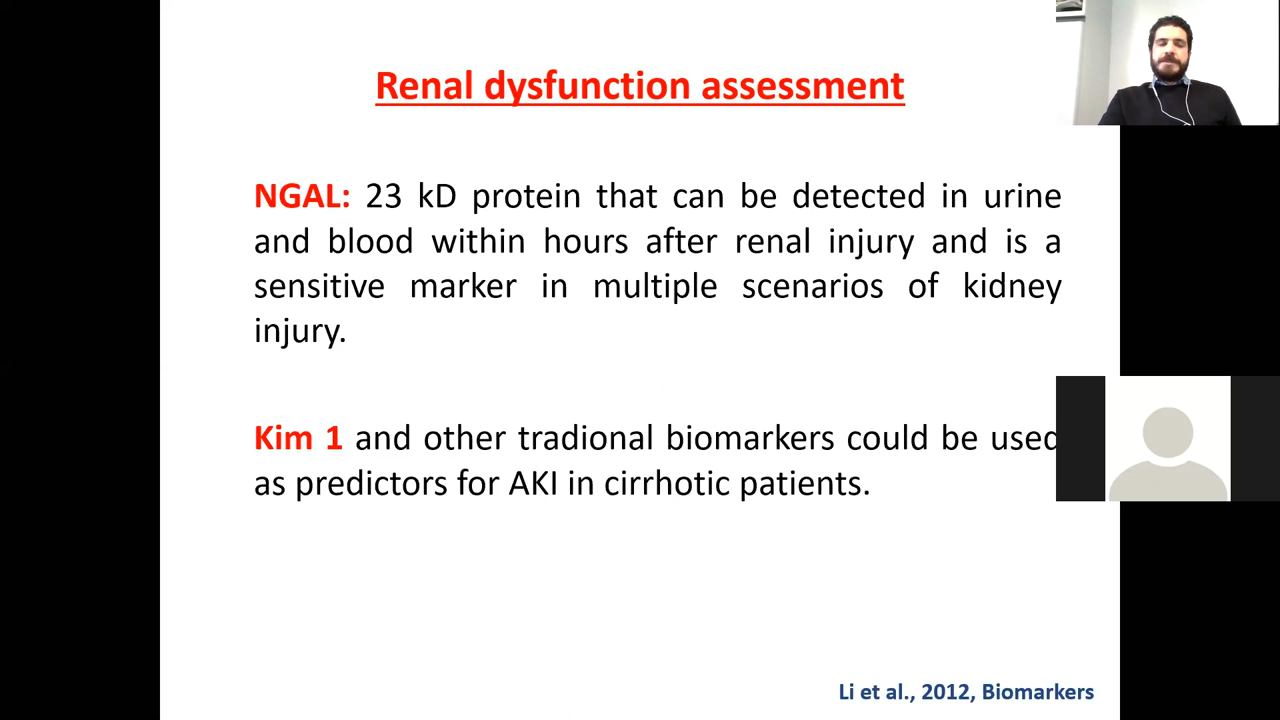 Renal dysfunction assessment
NGAL: 23 kD protein that can be detected in urine
and blood within hours after renal injury and is a
sensitive marker in multiple scenarios of kidney
injury.
Kim 1 and other tradional biomarkers could be used
as predictors for AKI in cirrhotic patients.
Li et al., 2012, Biomarkers